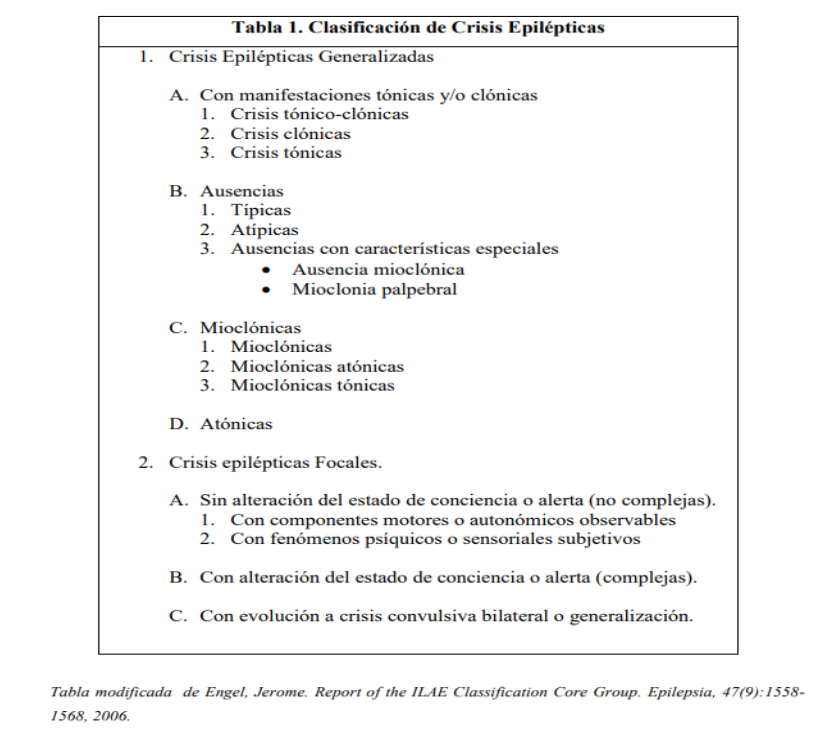 Tabla 1. Clasificación de Crisis Epilépticas
1. Crisis Epilépticas Generalizadas
A. Con manifestaciones tónicas y/o clónicas
1. Crisis tónico-clónicas
2. Crisis clónicas
3. Crisis tónicas
B. Ausencias
1. Típicas
2. Atípicas
3. Ausencias con características especiales
• Ausencia mioclónica
• Mioclonia palpebral
C. Mioclónicas
1. Mioclónicas
2. Mioclónicas atónicas
3. Mioclónicas tónicas
D. Atónicas
2. Crisis epilépticas Focales.
A. Sin alteración del estado de conciencia o alerta (no complejas).
1. Con componentes motores o autonómicos observables
2. Con fenómenos psíquicos o sensoriales subjetivos
B. Con alteración del estado de conciencia o alerta (complejas).
C. Con evolución a crisis convulsiva bilateral o generalización.
Tabla modificada de Engel, Jerome. Report of the ILAE Classification Core Group. Epilepsia, 47(9):1558-
1568, 2006.